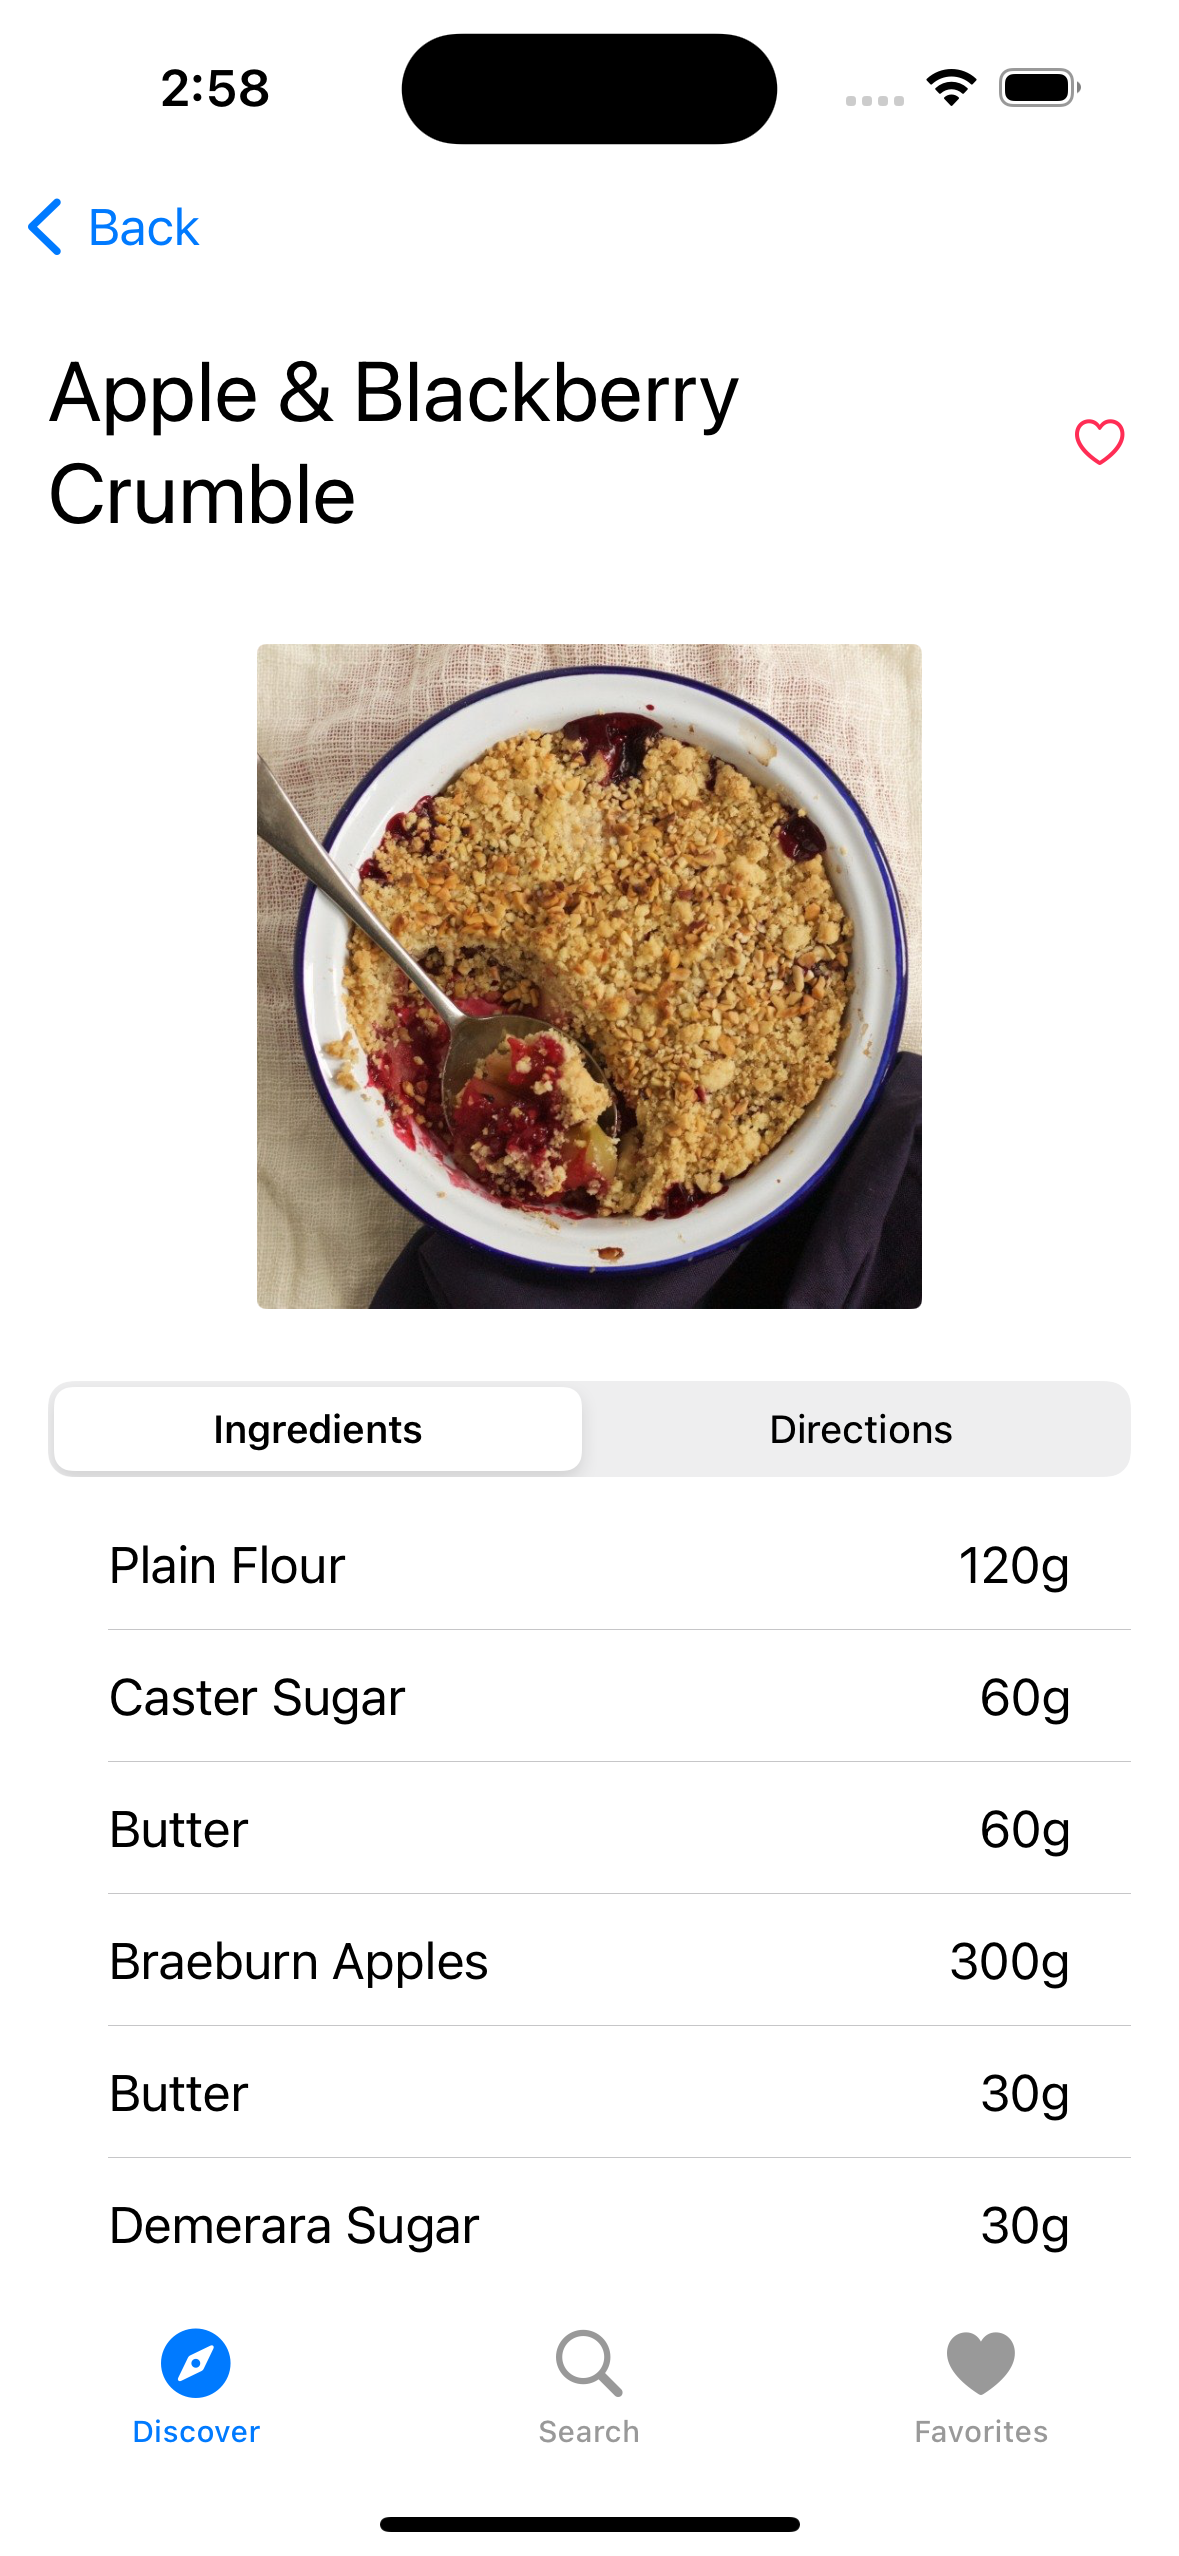 2:58
Back
Apple & Blackberry
Crumble
Ingredients
Directions
Plain Flour 120g
Caster Sugar 60g
Butter 60g
Braeburn Apples 300g
Butter 30g
Demerara Sugar 30g
Discover
Search
Favorites